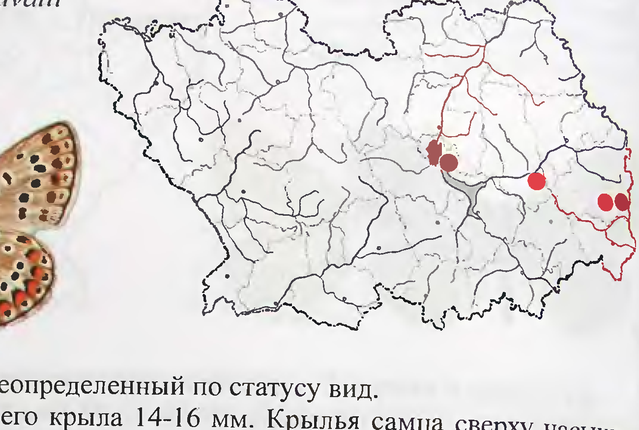 еопределенный по статусу вид.
его крыла 14-16 мм. Крылья самца сверху